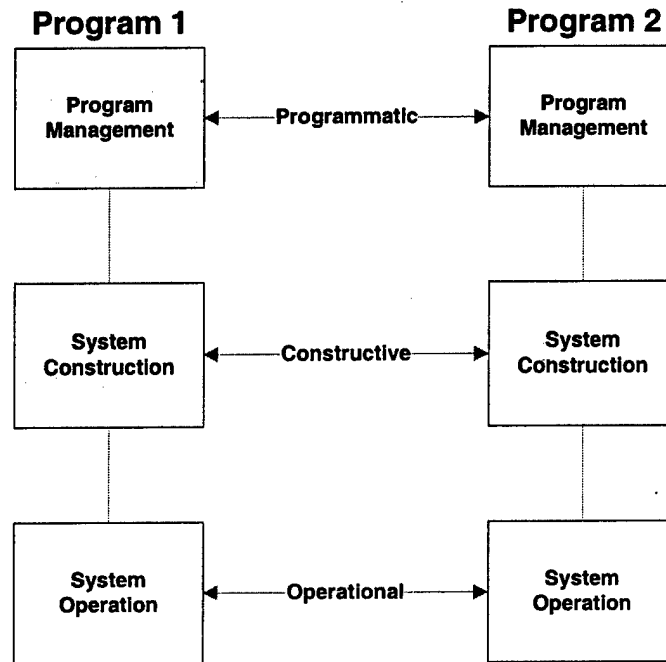 Program 1
Program 2
Program
Management
Programmatic
Program
Management
System
Construction
Constructive
System
Construction
System
Operation
Operational
System
Operation